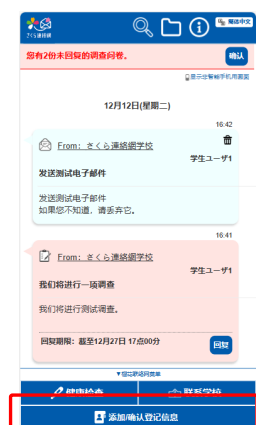 さくら連絡網
简体中文
您有2份未回复的调查问卷。
确认
显示非智能手机用画面
12月12日(星期二)
16:42
From: さくら連絡網学校
学生ユーザ1
发送测试电子邮件
发送测试电子邮件
如果您不知道，请丢弃它。
16:41
From: さくら連絡網学校
学生ユーザ1
我们将进行一项调查
我们将进行测试调查。
回复期限：截至12月27日 17点00分
回复
健康检查
联系学校
添加/确认登记信息